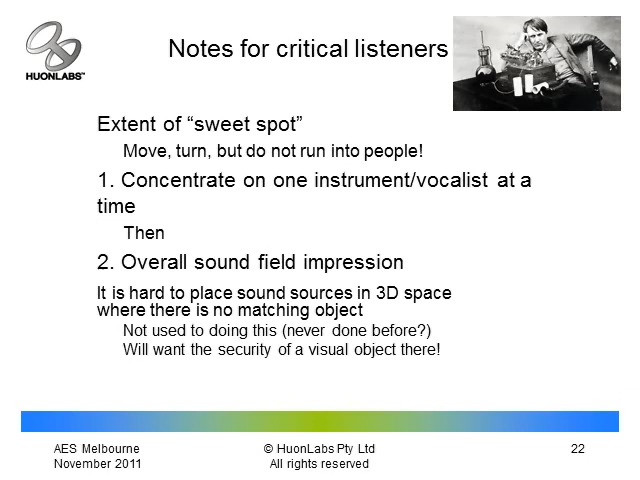 HUONLABS™
Notes for critical listeners
Extent of “sweet spot”
Move, turn, but do not run into people!
1. Concentrate on one instrument/vocalist at a
time
Then
2. Overall sound field impression
It is hard to place sound sources in 3D space
where there is no matching object
Not used to doing this (never done before?)
Will want the security of a visual object there!
AES Melbourne
November 2011
© HuonLabs Pty Ltd
All rights reserved
22